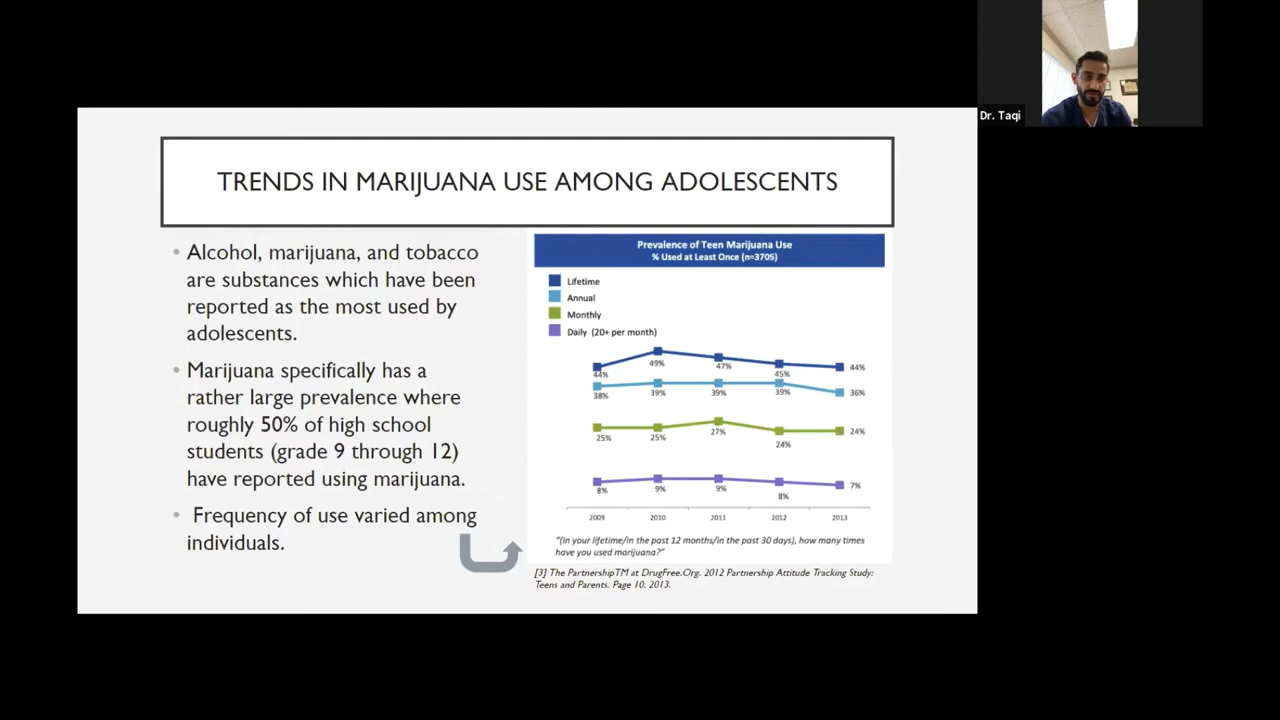 Dr. Taqi
TRENDS IN MARIJUANA USE AMONG ADOLESCENTS
• Alcohol, marijuana, and tobacco
are substances which have been
reported as the most used by
adolescents.
• Marijuana specifically has a
rather large prevalence where
roughly 50% of high school
students (grade 9 through 12)
have reported using marijuana.
• Frequency of use varied among
individuals.
Prevalence of Teen Marijuana Use
% Used at Least Once (n=3705)
Lifetime
Annual
Monthly
Daily (20+ per month)
44% 49% 47% 45% 44%
38% 39% 39% 39% 36%
25% 25% 27% 24% 24%
8% 9% 9% 8% 7%
2009 2010 2011 2012 2013
"(In your lifetime/in the past 12 months/in the past 30 days), how many times
have you used marijuana?"
[3] The PartnershipTM at DrugFree.Org. 2012 Partnership Attitude Tracking Study:
Teens and Parents. Page 10. 2013.